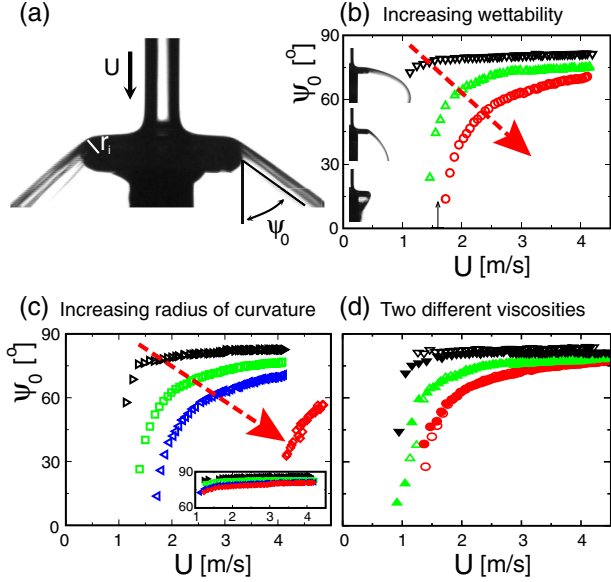 (a)
U
r_i
ψ_0
(b) Increasing wettability
ψ_0 [°]
90
60
30
0
0 1 2 3 4
U [m/s]
(c) Increasing radius of curvature
ψ_0 [°]
90
60
30
0
90
60
1 2 3 4
0 1 2 3 4
U [m/s]
(d) Two different viscosities
0 1 2 3 4
U [m/s]